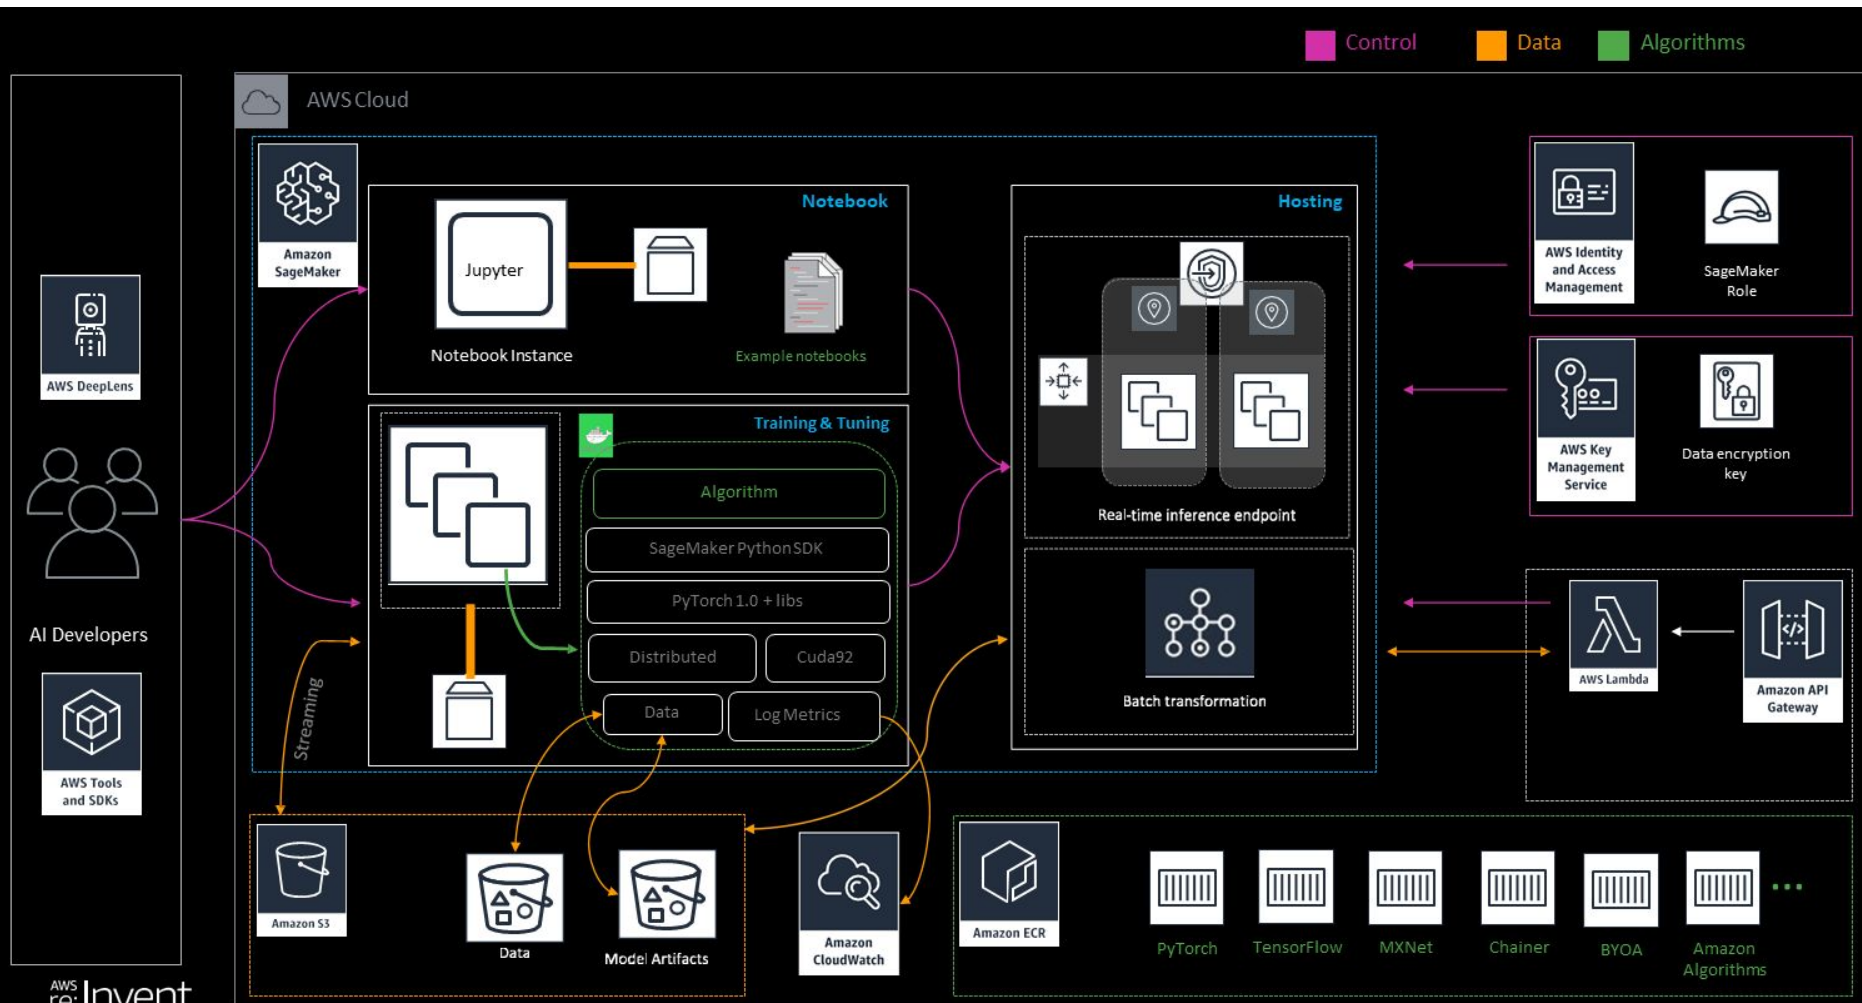 Control
Data
Algorithms
AWS Cloud
Amazon
SageMaker
Notebook
Jupyter
Notebook Instance
Example notebooks
Hosting
Real-time inference endpoint
Batch transformation
Training & Tuning
Algorithm
SageMaker Python SDK
PyTorch 1.0 + libs
Distributed
Cuda92
Data
Log Metrics
AWS DeepLens
AI Developers
AWS Tools
and SDKs
Streaming
AWS Identity
and Access
Management
SageMaker
Role
AWS Key
Management
Service
Data encryption
key
AWS Lambda
</>
Amazon API
Gateway
Amazon S3
Data
Model Artifacts
Amazon
CloudWatch
Amazon ECR
PyTorch
TensorFlow
MXNet
Chainer
BYOA
Amazon
Algorithms
...
AWS
re:Invent